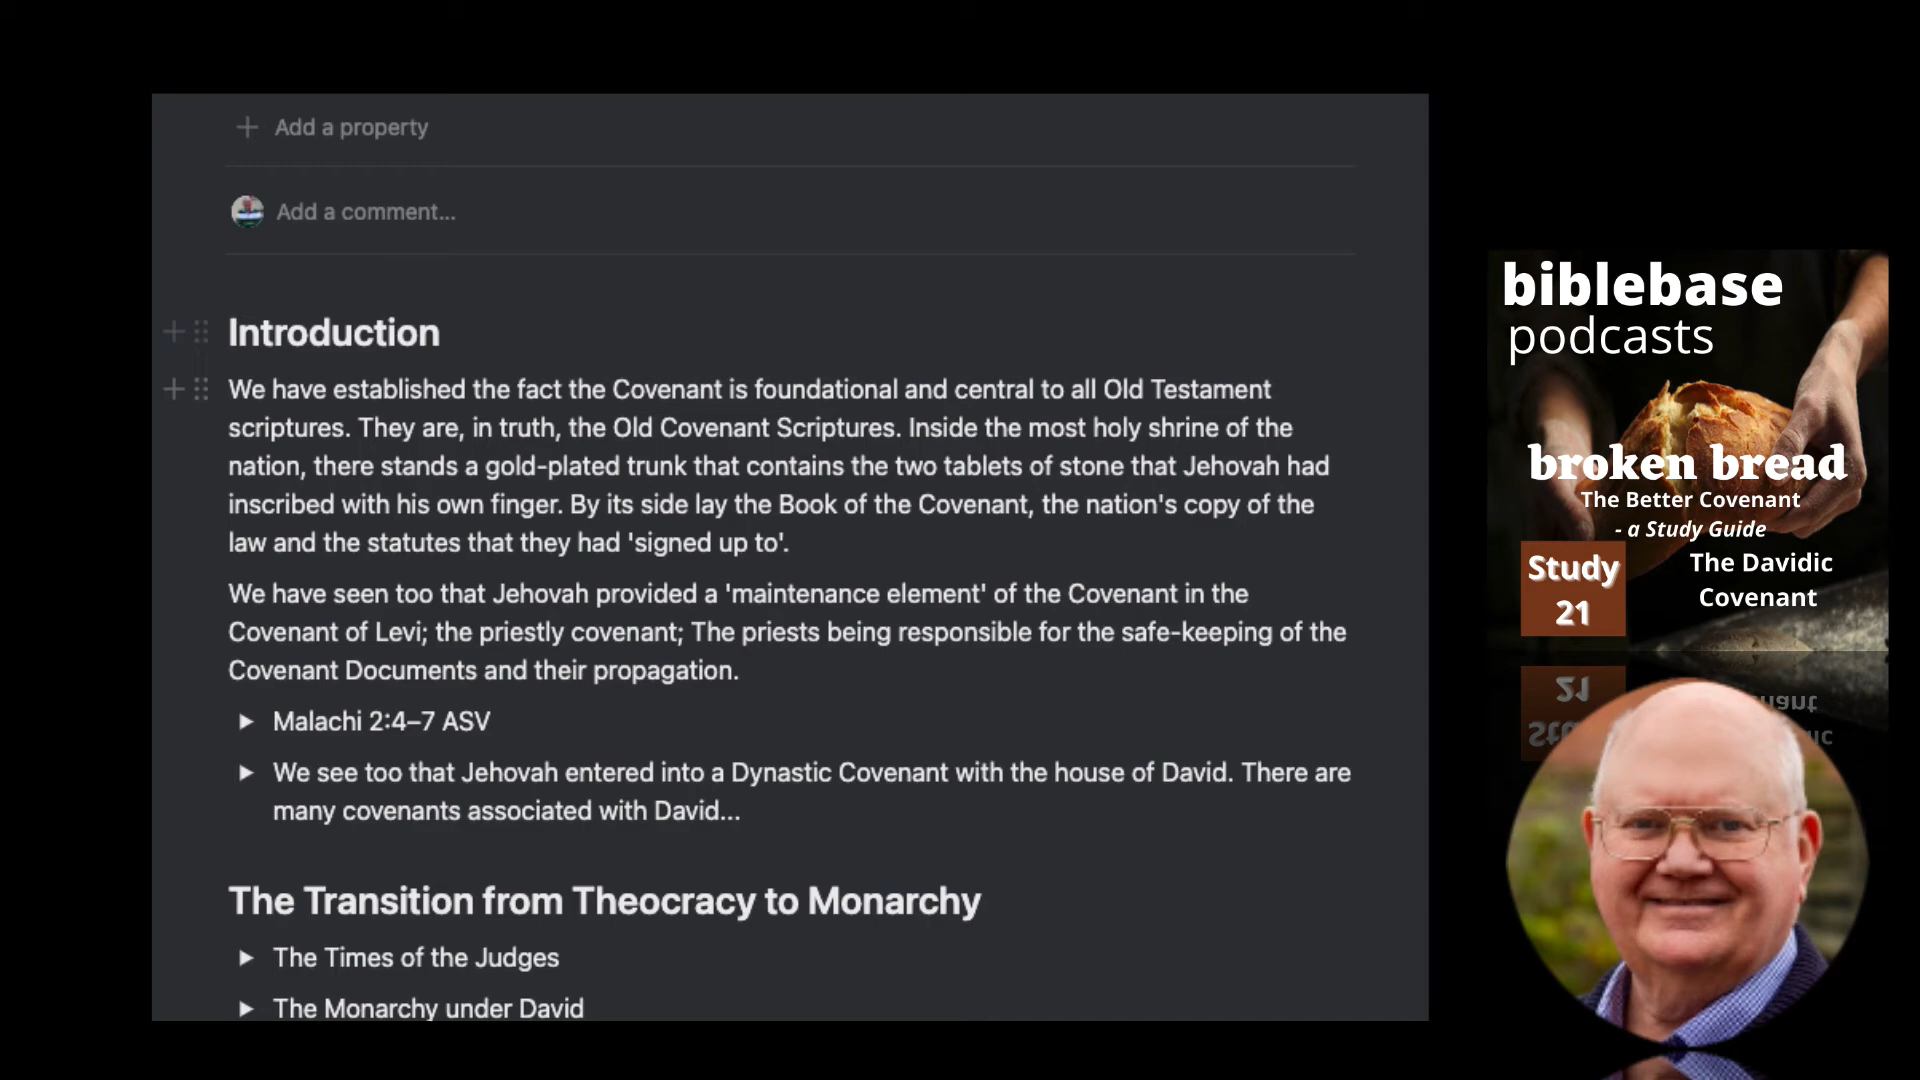 Add a property
Add a comment...
Introduction
We have established the fact the Covenant is foundational and central to all Old Testament
scriptures. They are, in truth, the Old Covenant Scriptures. Inside the most holy shrine of the
nation, there stands a gold-plated trunk that contains the two tablets of stone that Jehovah had
inscribed with his own finger. By its side lay the Book of the Covenant, the nation's copy of the
law and the statutes that they had 'signed up to'.
We have seen too that Jehovah provided a 'maintenance element' of the Covenant in the
Covenant of Levi; the priestly covenant; The priests being responsible for the safe-keeping of the
Covenant Documents and their propagation.
Malachi 2:4–7 ASV
We see too that Jehovah entered into a Dynastic Covenant with the house of David. There are
many covenants associated with David...
The Transition from Theocracy to Monarchy
The Times of the Judges
The Monarchy under David
biblebase
podcasts
broken bread
The Better Covenant
- a Study Guide
Study
21
The Davidic
Covenant